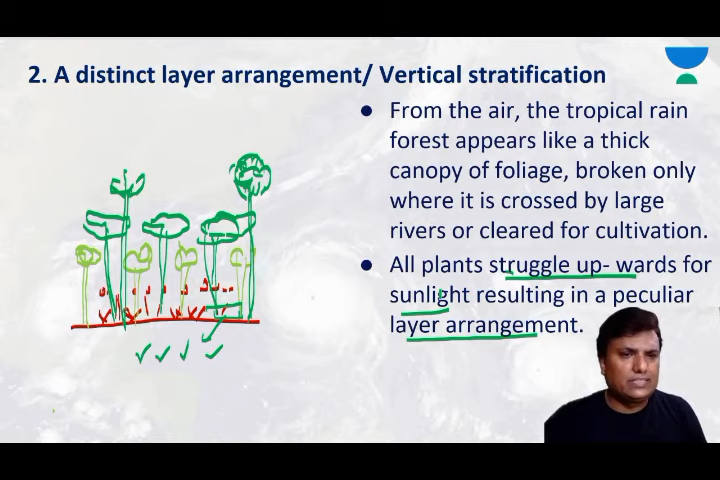 2. A distinct layer arrangement/ Vertical stratification
● From the air, the tropical rain
forest appears like a thick
canopy of foliage, broken only
where it is crossed by large
rivers or cleared for cultivation.
● All plants struggle up- wards for
sunlight resulting in a peculiar
layer arrangement.